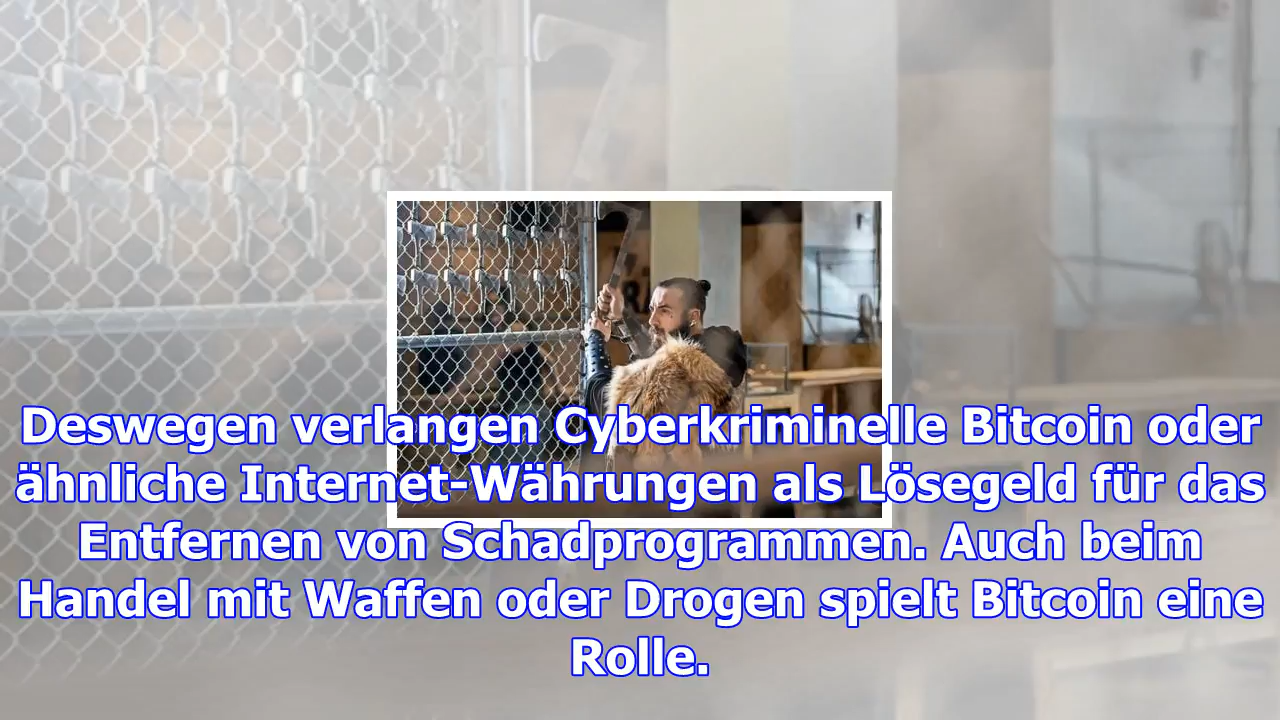 Deswegen verlangen Cyberkriminelle Bitcoin oder
ähnliche Internet-Währungen als Lösegeld für das
Entfernen von Schadprogrammen. Auch beim
Handel mit Waffen oder Drogen spielt Bitcoin eine
Rolle.